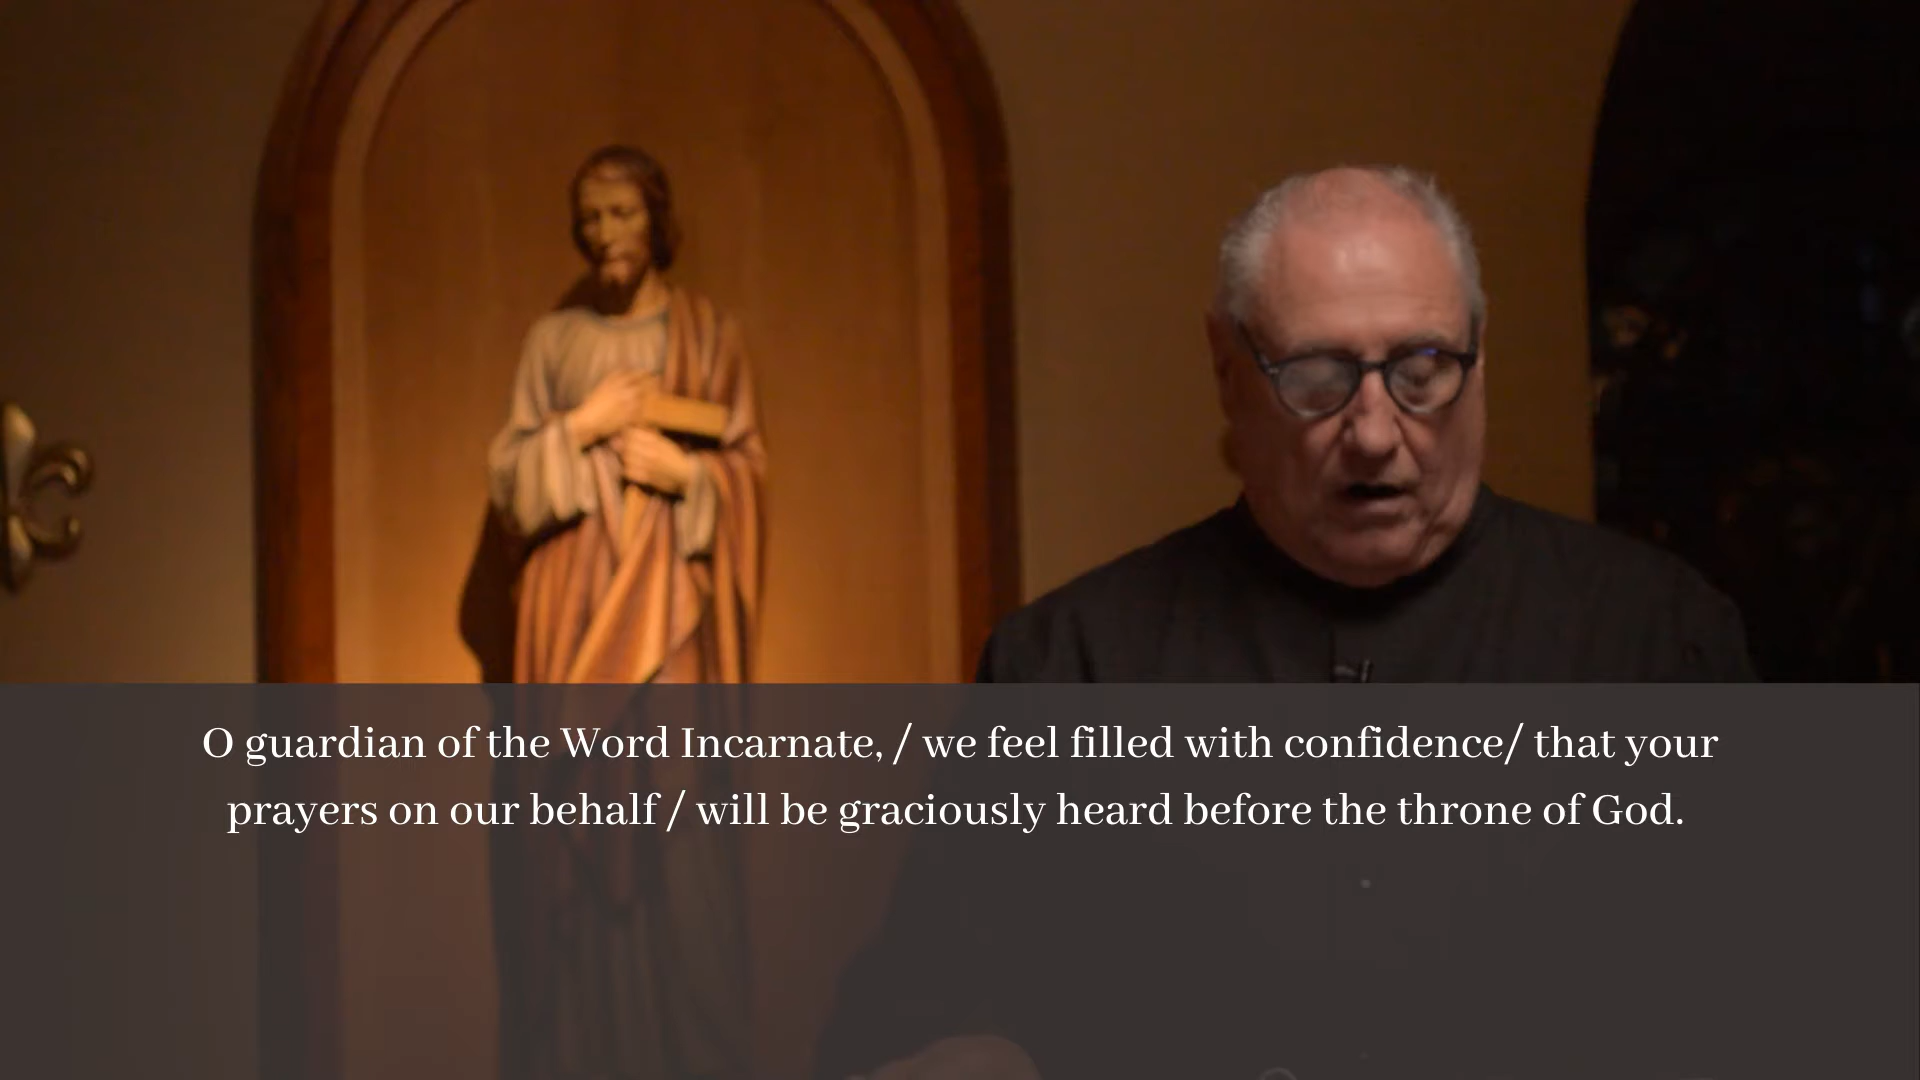 O guardian of the Word Incarnate, / we feel filled with confidence/ that your
prayers on our behalf / will be graciously heard before the throne of God.